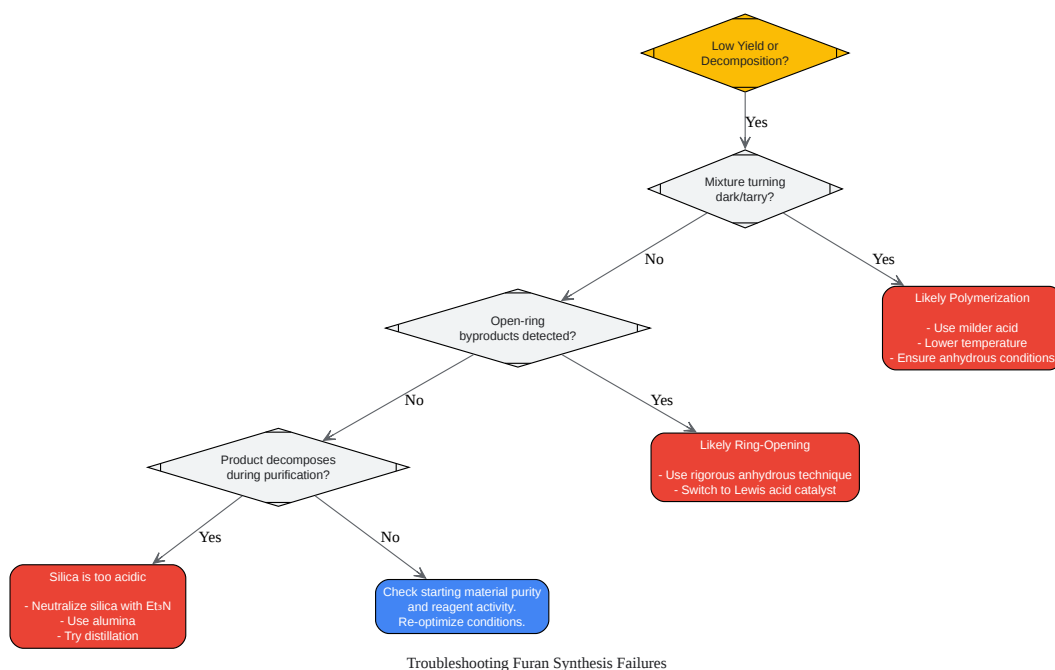 Low Yield or
Decomposition?
Yes
Mixture turning
dark/tarry?
No
Yes
Likely Polymerization
- Use milder acid
- Lower temperature
- Ensure anhydrous conditions
Open-ring
byproducts detected?
No
Yes
Likely Ring-Opening
- Use rigorous anhydrous technique
- Switch to Lewis acid catalyst
Product decomposes
during purification?
Yes
No
Silica is too acidic
- Neutralize silica with Et₃N
- Use alumina
- Try distillation
Check starting material purity
and reagent activity.
Re-optimize conditions.
Troubleshooting Furan Synthesis Failures